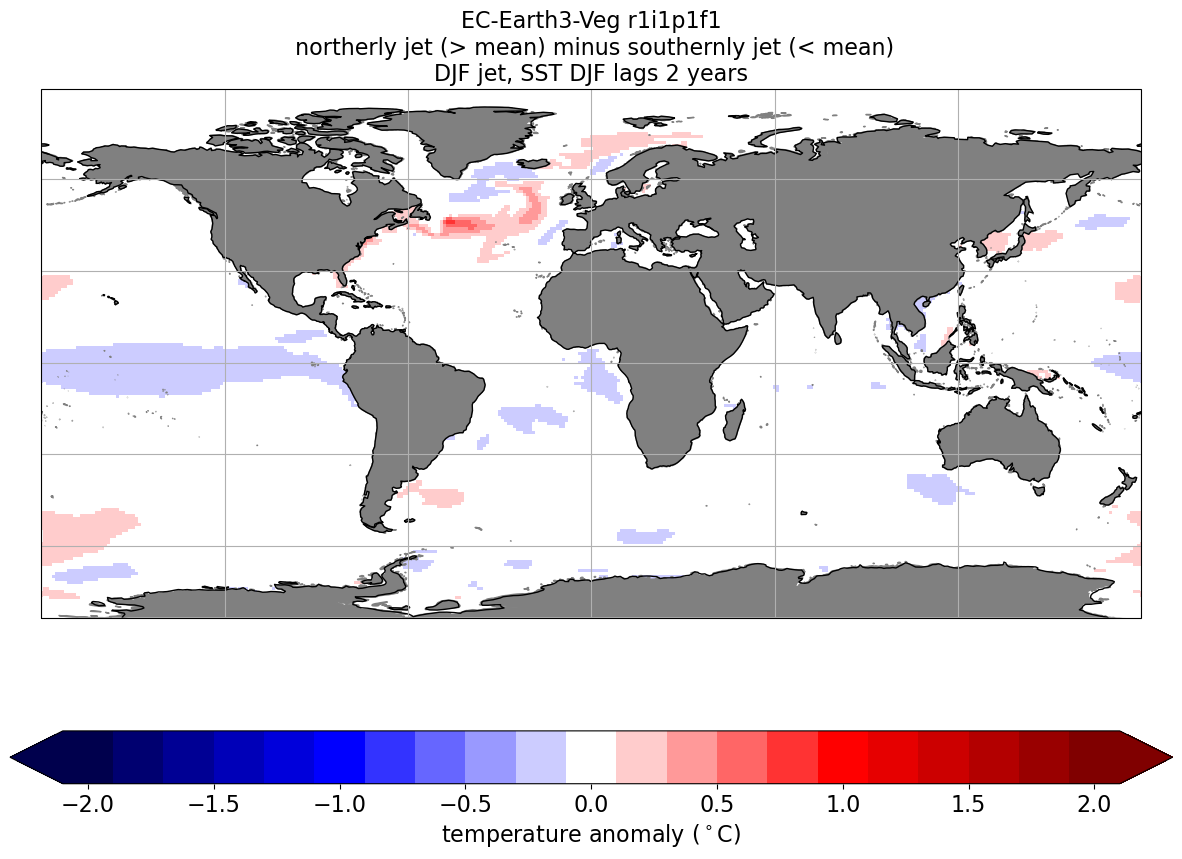 EC-Earth3-Veg r1i1p1f1
northerly jet (> mean) minus southernly jet (< mean)
DJF jet, SST DJF lags 2 years
−2.0 −1.5 −1.0 −0.5 0.0 0.5 1.0 1.5 2.0
temperature anomaly (°C)